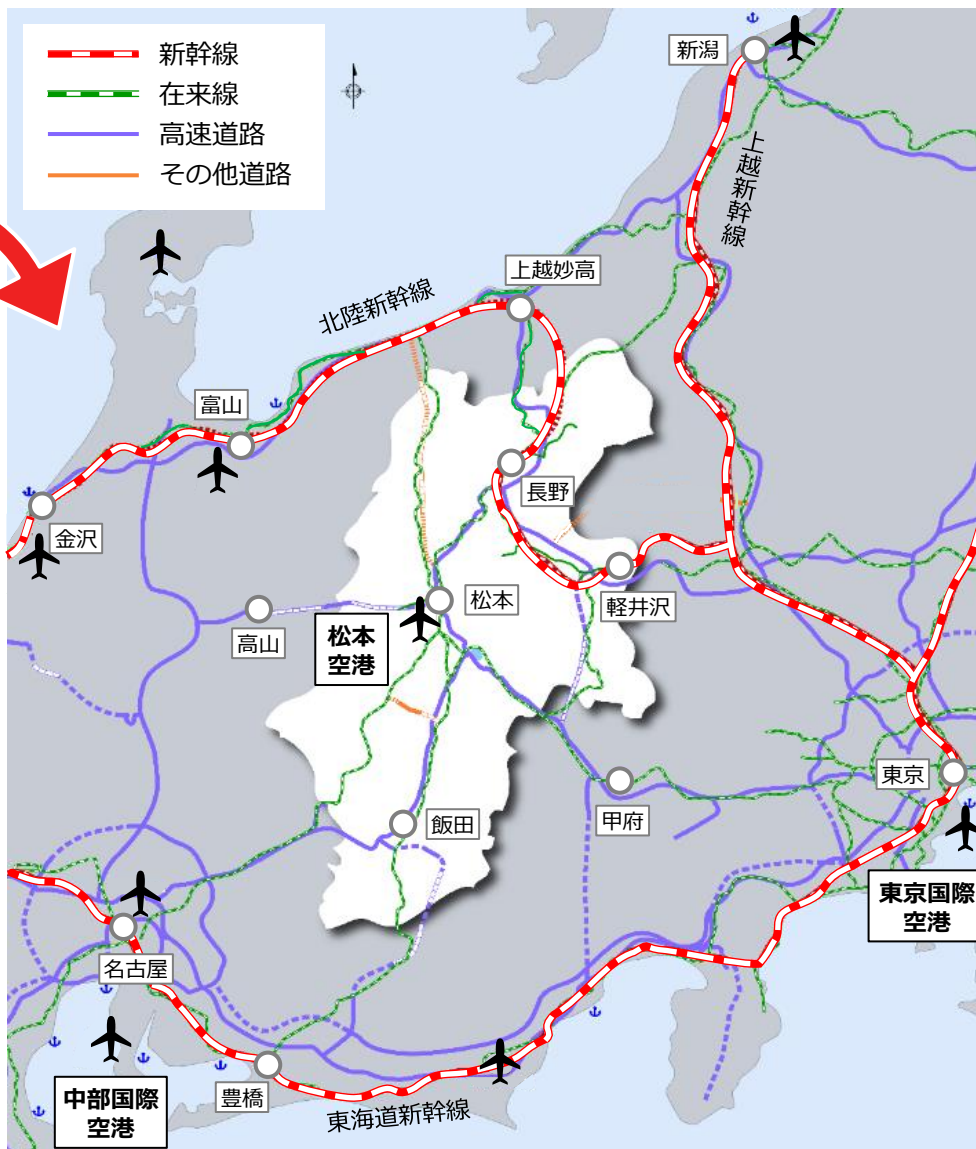 新幹線
在来線
高速道路
その他道路
新潟
上越新幹線
上越妙高
北陸新幹線
富山
長野
金沢
松本
軽井沢
高山
松本
空港
東京
甲府
飯田
東京国際
空港
名古屋
豊橋
中部国際
空港
東海道新幹線